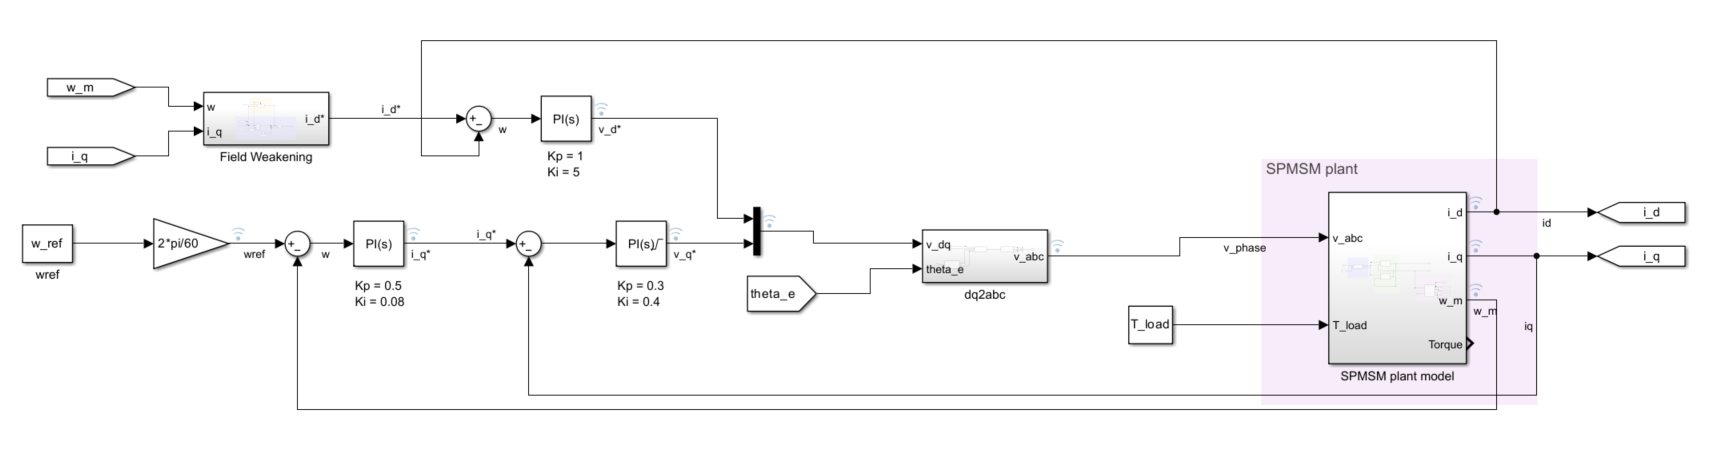 w_m
i_q
w
i_q
i_d*
Field Weakening
i_d*
+
_
w
PI(s)
v_d*
Kp = 1
Ki = 5
w_ref
wref
2*pi/60
wref
+
_
w
PI(s)
i_q*
Kp = 0.5
Ki = 0.08
i_q*
+
_
PI(s)
v_q*
Kp = 0.3
Ki = 0.4
theta_e
v_dq
theta_e
v_abc
dq2abc
v_phase
T_load
SPMSM plant
v_abc
T_load
i_d
i_q
w_m
Torque
SPMSM plant model
w_m
id
iq
i_d
i_q